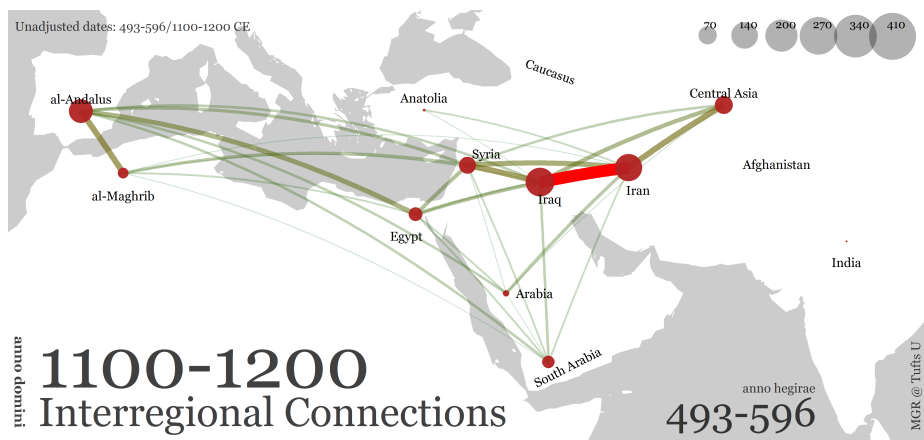 Unadjusted dates: 493-596/1100-1200 CE
70 140 200 270 340 410
Caucasus
al-Andalus
Anatolia
Central Asia
Syria
Afghanistan
al-Maghrib
Iraq
Iran
Egypt
India
Arabia
South Arabia
anno domini
1100-1200
Interregional Connections
anno hegirae
493-596
MGR @ Tufts U